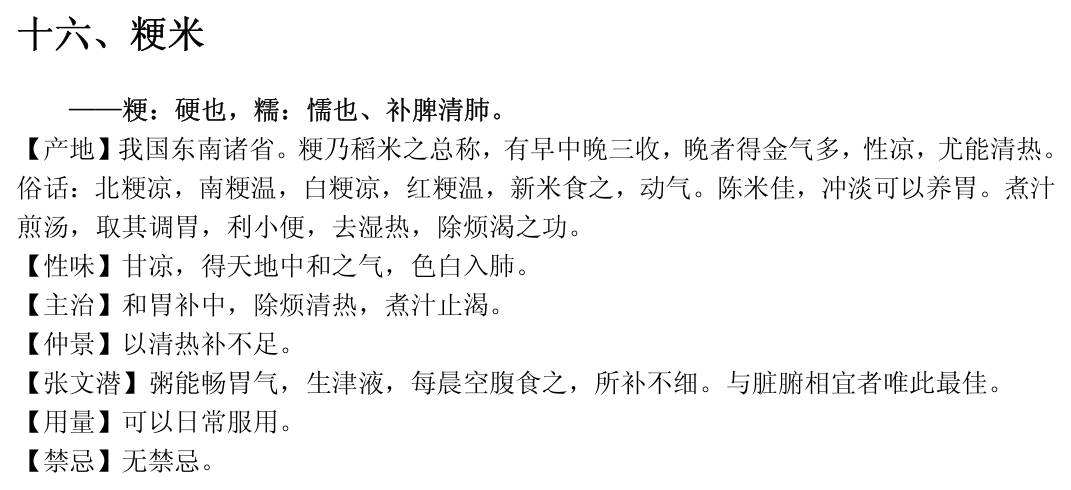 十六、粳米
——粳：硬也，糯：懦也、补脾清肺。
【产地】我国东南诸省。粳乃稻米之总称，有早中晚三收，晚者得金气多，性凉，尤能清热。
俗话：北粳凉，南粳温，白粳凉，红粳温，新米食之，动气。陈米佳，冲淡可以养胃。煮汁
煎汤，取其调胃，利小便，去湿热，除烦渴之功。
【性味】甘凉，得天地中和之气，色白入肺。
【主治】和胃补中，除烦清热，煮汁止渴。
【仲景】以清热补不足。
【张文潜】粥能畅胃气，生津液，每晨空腹食之，所补不细。与脏腑相宜者唯此最佳。
【用量】可以日常服用。
【禁忌】无禁忌。